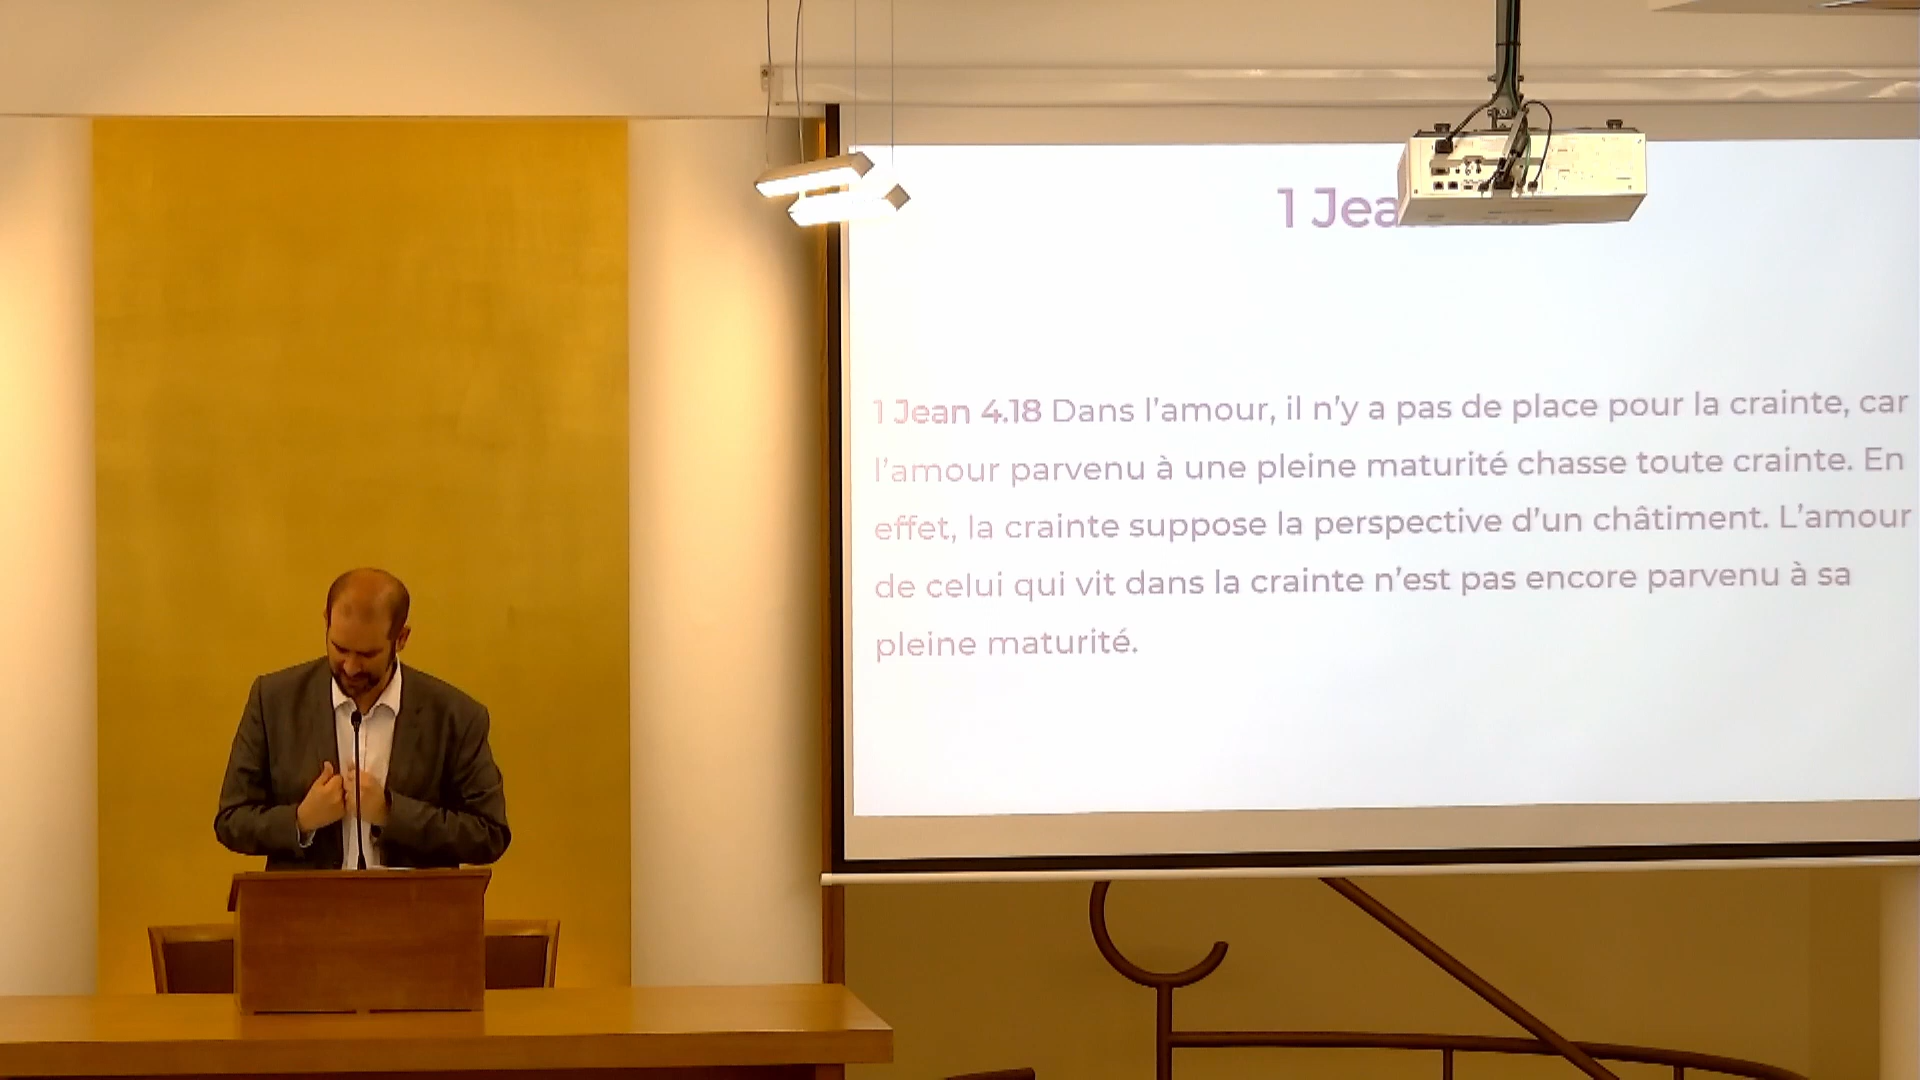 1 Jea
1 Jean 4.18 Dans l'amour, il n'y a pas de place pour la crainte, car
l'amour parvenu à une pleine maturité chasse toute crainte. En
effet, la crainte suppose la perspective d'un châtiment. L'amour
de celui qui vit dans la crainte n'est pas encore parvenu à sa
pleine maturité.